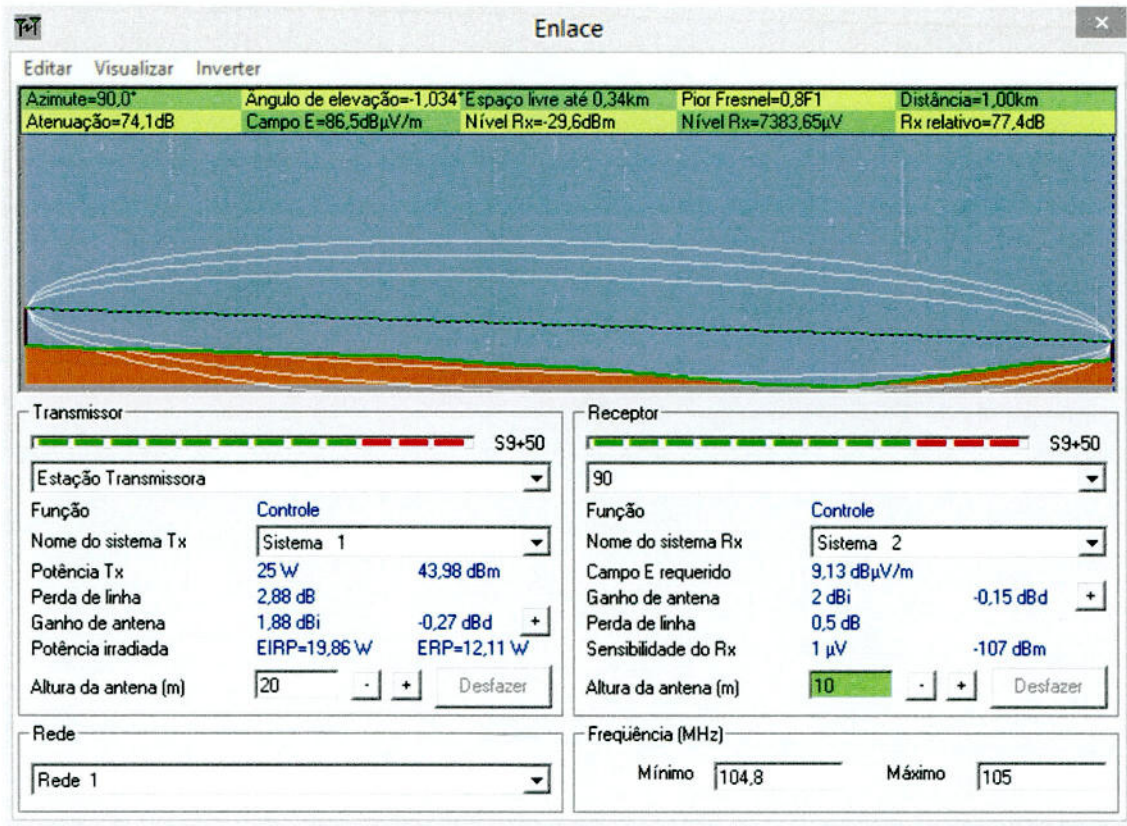 Enlace
Editar Visualizar Inverter
Azimute=90,0° Ângulo de elevação=-1,034° Espaço livre até 0,34km Pior Fresnel=0,8F1 Distância=1,00km
Atenuação=74,1dB Campo E=86,5dBµV/m Nível Rx=-29,6dBm Nível Rx=7383,65µV Rx relativo=77,4dB
Transmissor
S9+50
Estação Transmissora
Função Controle
Nome do sistema Tx Sistema 1
Potência Tx 25 W 43,98 dBm
Perda de linha 2,88 dB
Ganho de antena 1,88 dBi -0,27 dBd +
Potência irradiada EIRP=19,86 W ERP=12,11 W
Altura da antena (m) 20 - + Desfazer
Rede
Rede 1
Receptor
S9+50
90
Função Controle
Nome do sistema Rx Sistema 2
Campo E requerido 9,13 dBµV/m
Ganho de antena 2 dBi -0,15 dBd +
Perda de linha 0,5 dB
Sensibilidade do Rx 1 µV -107 dBm
Altura da antena (m) 10 - + Desfazer
Freqüência (MHz)
Mínimo 104,8 Máximo 105